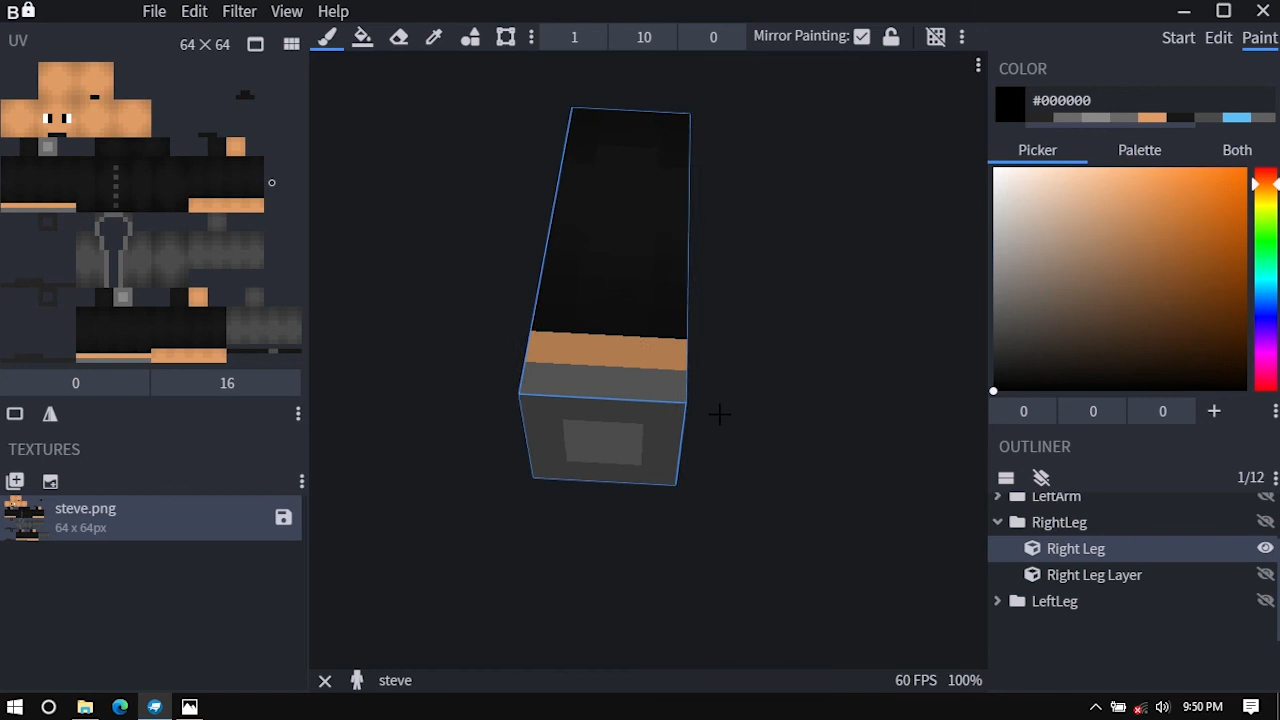 B File Edit Filter View Help
UV 64×64 1 10 0 Mirror Painting: Start Edit Paint
COLOR
#000000
Picker Palette Both
0 16
0 0 0
TEXTURES
OUTLINER
1/12
LeftArm
steve.png
64 x 64px
RightLeg
Right Leg
Right Leg Layer
LeftLeg
steve 60 FPS 100%
9:50 PM